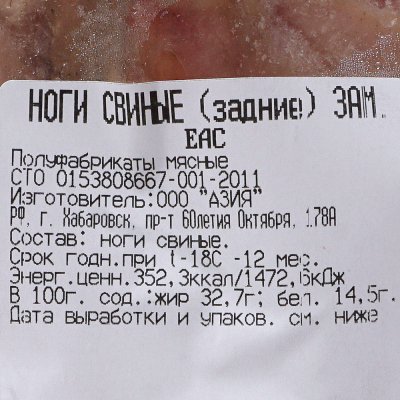 НОГИ СВИНЫЕ (задние) ЗАМ.
ЕАС
Полуфабрикаты мясные
СТО 0153808667-001-2011
Изготовитель:ООО "АЗИЯ"
РФ, г. Хабаровск, пр-т 60летия Октября, 178А
Состав: ноги свиные.
Срок годн.при t-18С -12 мес.
Энерг.ценн.352,3ккал/1472,6кДж
В 100г. сод.:жир 32,7г; бел. 14,5г.
Дата выработки и упаков. см. ниже